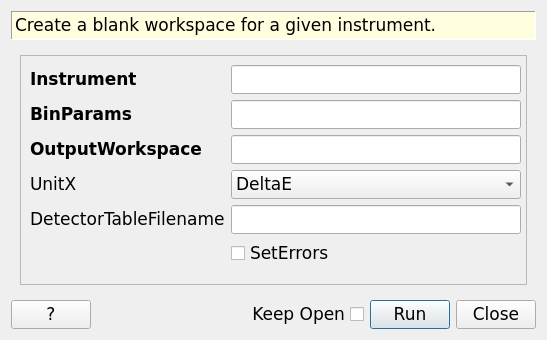 Create a blank workspace for a given instrument.
Instrument
BinParams
OutputWorkspace
UnitX DeltaE
DetectorTableFilename
SetErrors
? Keep Open Run Close